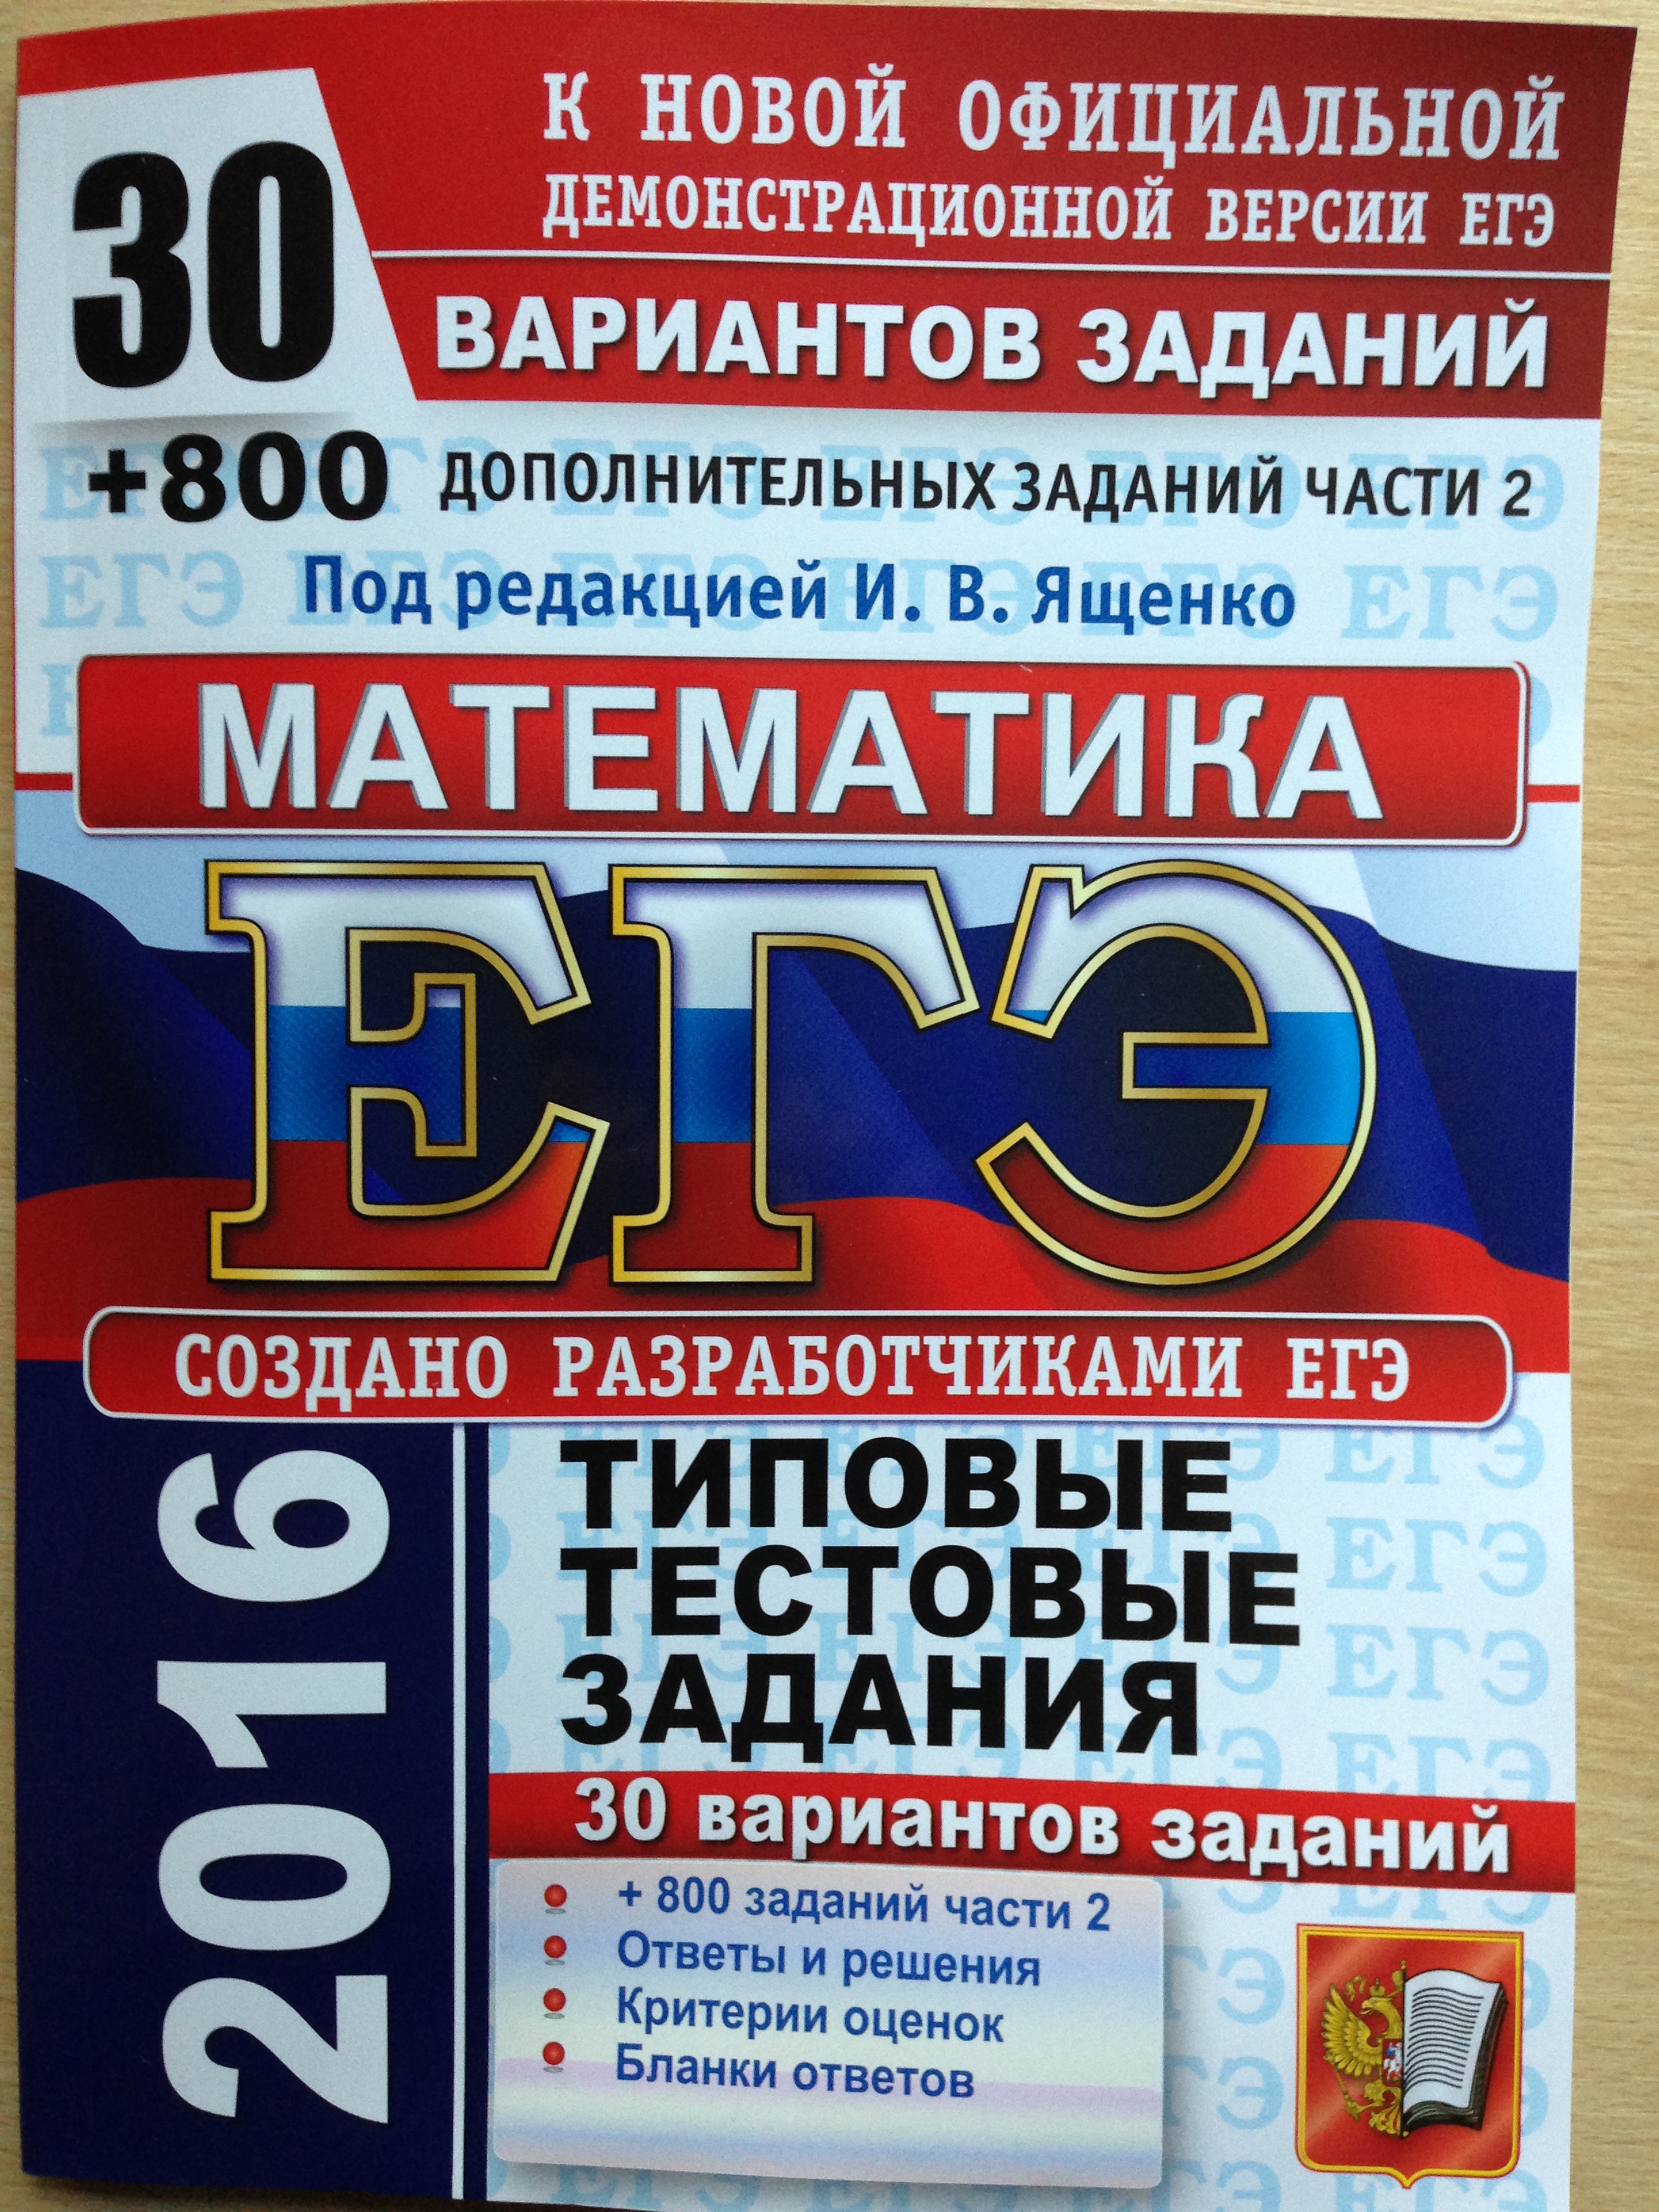 К НОВОЙ ОФИЦИАЛЬНОЙ
ДЕМОНСТРАЦИОННОЙ ВЕРСИИ ЕГЭ
30 ВАРИАНТОВ ЗАДАНИЙ
+800 ДОПОЛНИТЕЛЬНЫХ ЗАДАНИЙ ЧАСТИ 2
Под редакцией И. В. Ященко
МАТЕМАТИКА
ЕГЭ
СОЗДАНО РАЗРАБОТЧИКАМИ ЕГЭ
2016
ТИПОВЫЕ
ТЕСТОВЫЕ
ЗАДАНИЯ
30 вариантов заданий
+ 800 заданий части 2
Ответы и решения
Критерии оценок
Бланки ответов